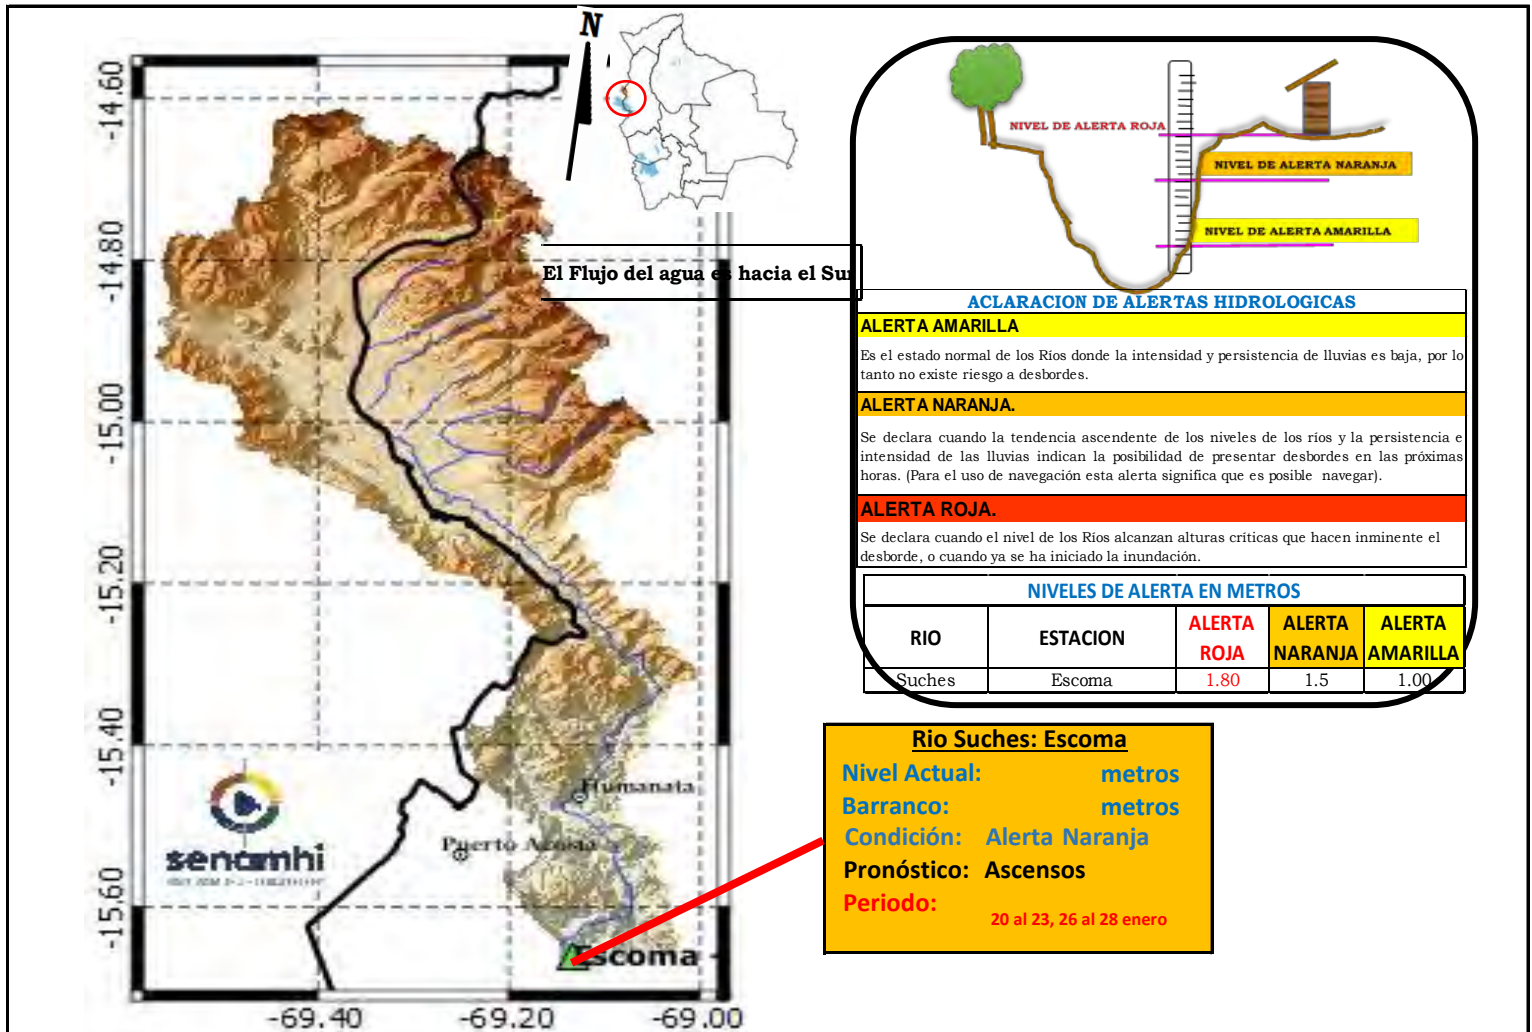 N
-14.60
-14.80
-15.00
-15.20
-15.40
-15.60
-69.40
-69.20
-69.00
El Flujo del agua es hacia el Sur
Humanata
Puerto Acosta
Escoma
senamhi
NIVEL DE ALERTA ROJA
NIVEL DE ALERTA NARANJA
NIVEL DE ALERTA AMARILLA
ACLARACION DE ALERTAS HIDROLOGICAS
ALERTA AMARILLA
Es el estado normal de los Ríos donde la intensidad y persistencia de lluvias es baja, por lo
tanto no existe riesgo a desbordes.
ALERTA NARANJA.
Se declara cuando la tendencia ascendente de los niveles de los ríos y la persistencia e
intensidad de las lluvias indican la posibilidad de presentar desbordes en las próximas
horas. (Para el uso de navegación esta alerta significa que es posible navegar).
ALERTA ROJA.
Se declara cuando el nivel de los Ríos alcanzan alturas críticas que hacen inminente el
desborde, o cuando ya se ha iniciado la inundación.
NIVELES DE ALERTA EN METROS
RIO ESTACION ALERTA ROJA ALERTA NARANJA ALERTA AMARILLA
Suches Escoma 1.80 1.5 1.00
Rio Suches: Escoma
Nivel Actual: metros
Barranco: metros
Condición: Alerta Naranja
Pronóstico: Ascensos
Periodo:
20 al 23, 26 al 28 enero